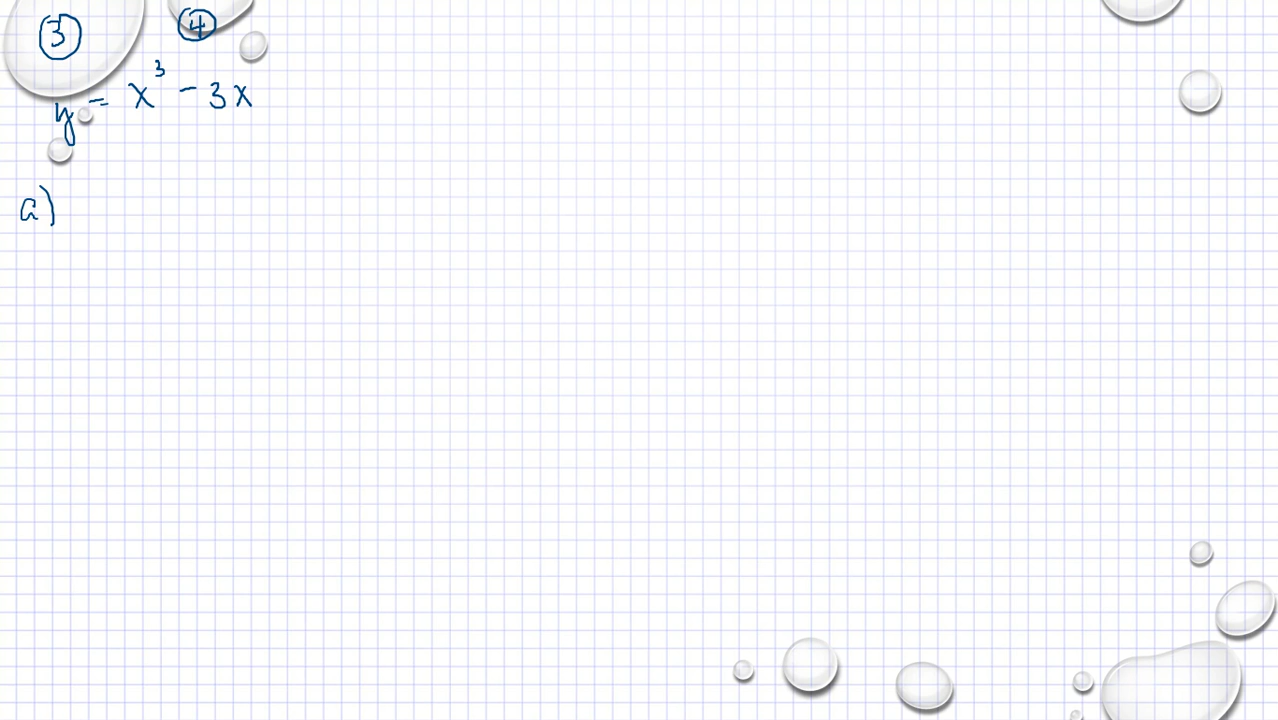 ③ ④
y = x³ - 3x
a)